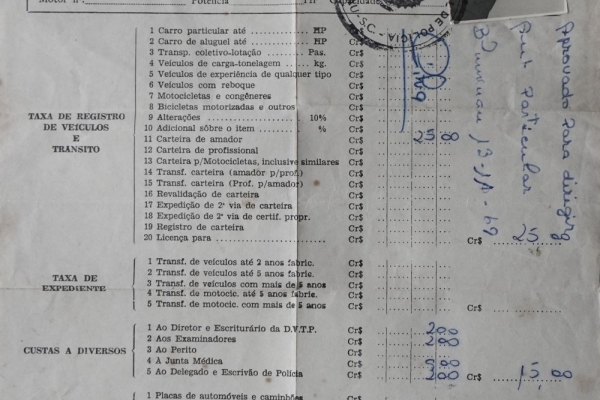 Motor n.º Potência HP Capacidade
DE POLÍCIA
U-SC.
TAXA DE REGISTRO
DE VEÍCULOS
E
TRÂNSITO
1 Carro particular até HP Cr$
2 Carro de aluguel até HP Cr$
3 Transp. coletivo-lotação Pas. Cr$
4 Veículos de carga-tonelagem kg. Cr$
5 Veículos de experiência de qualquer tipo Cr$
6 Veículos com reboque Cr$
7 Motocicletas e congêneres Cr$
8 Bicicletas motorizadas e outros Cr$
9 Alterações 10% Cr$
10 Adicional sôbre o item % Cr$
11 Carteira de amador Cr$ 25 00
12 Carteira de profissional Cr$
13 Carteira p/Motocicletas, inclusive similares Cr$
14 Transf. carteira (amador p/prof.) Cr$
15 Transf. carteira (Prof. p/amador) Cr$
16 Revalidação de carteira Cr$
17 Expedição de 2ª via de carteira Cr$
18 Expedição de 2ª via de certif. propr. Cr$
19 Registro de carteira Cr$
20 Licença para Cr$ Cr$ 25
TAXA DE
EXPEDIENTE
1 Transf. de veículos até 2 anos fabric. Cr$
2 Transf. de veículos até 5 anos fabric. Cr$
3 Transf. de veículos com mais de 5 anos Cr$
4 Transf. de motocic. até 5 anos fabric. Cr$
5 Transf. de motocic. com mais de 5 anos Cr$ Cr$
CUSTAS A DIVERSOS
1 Ao Diretor e Escriturário da D.V.T.P. Cr$ 2 00
2 Aos Examinadores Cr$ 2 00
3 Ao Perito Cr$
4 À Junta Médica Cr$
5 Ao Delegado e Escrivão de Polícia Cr$ Cr$
1 Placas de automóveis e caminhões
Aprovado para dirigir
Particular